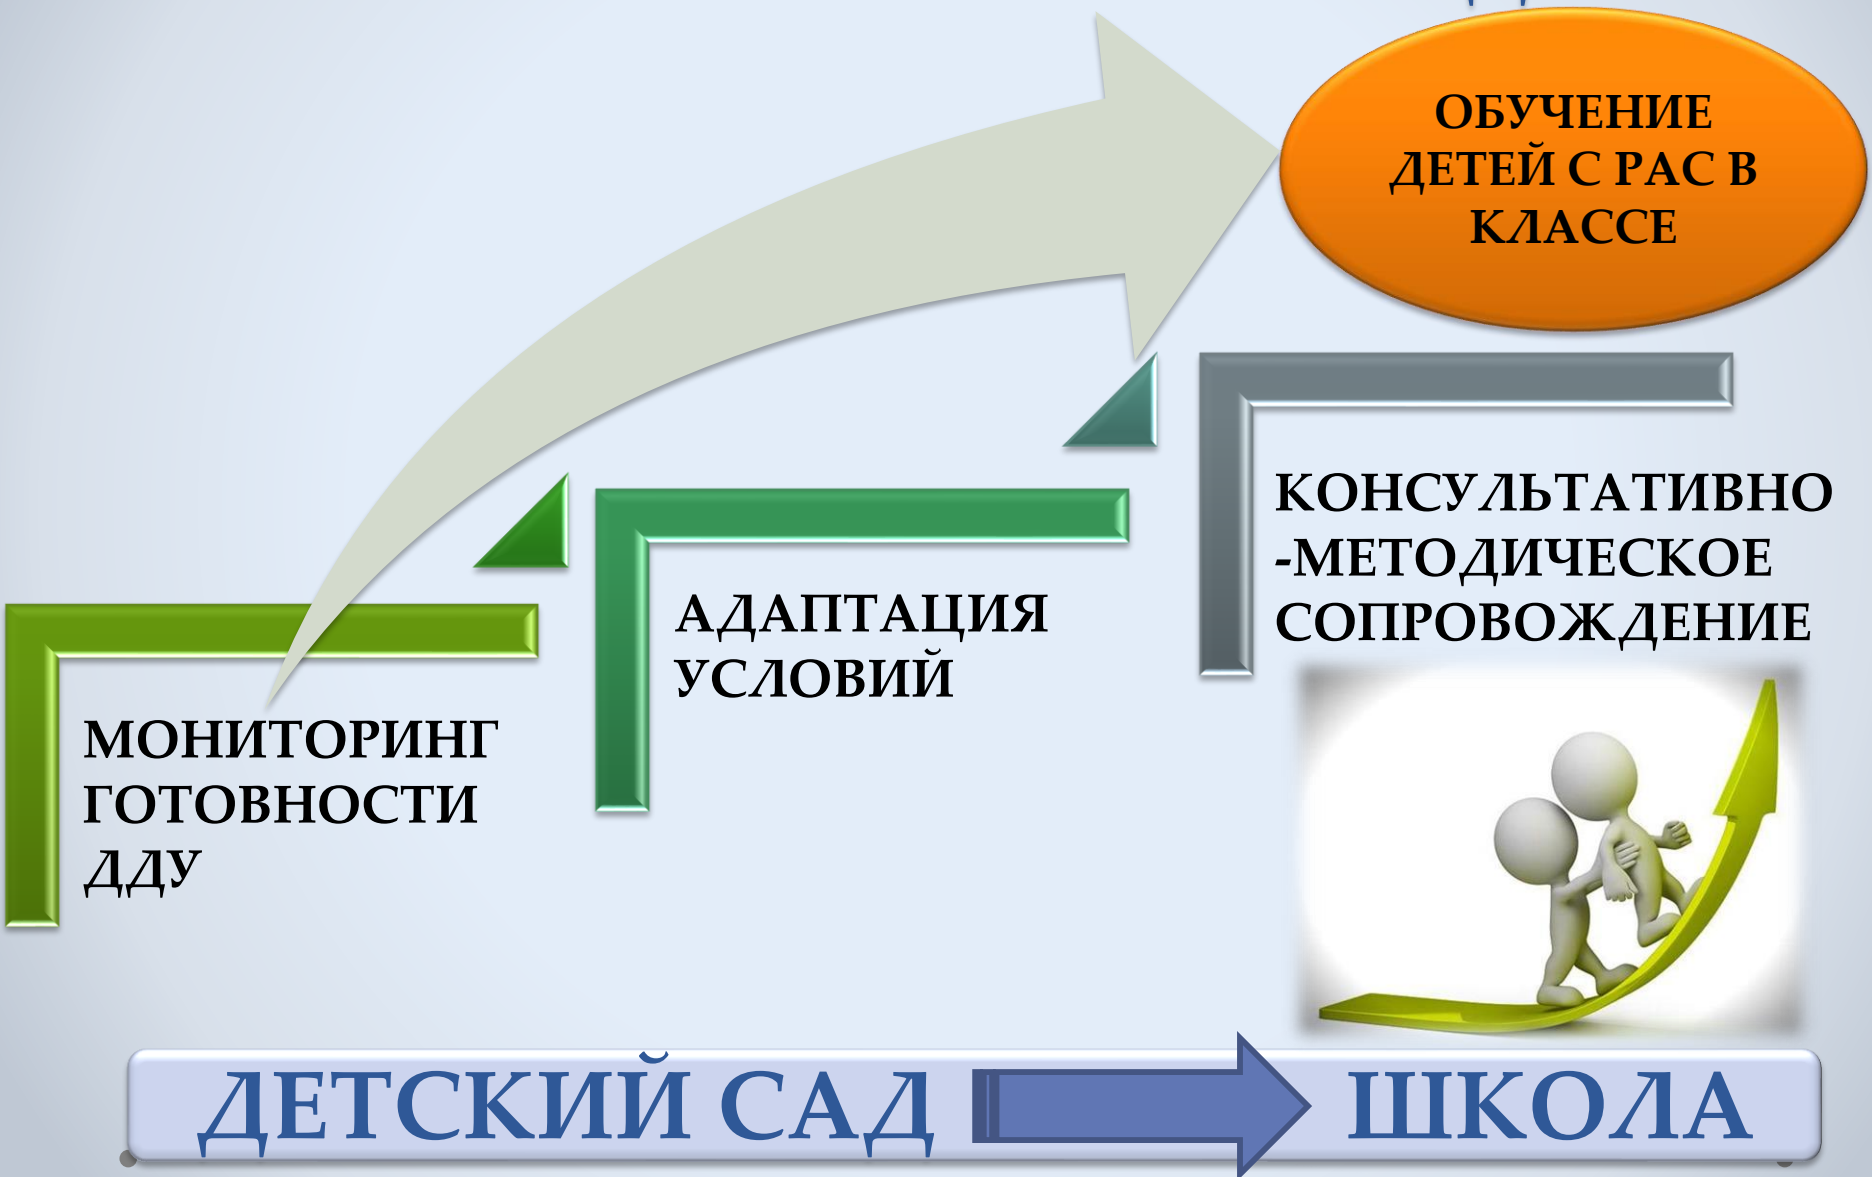 ОБУЧЕНИЕ
ДЕТЕЙ С РАС В
КЛАССЕ
КОНСУЛЬТАТИВНО
-МЕТОДИЧЕСКОЕ
СОПРОВОЖДЕНИЕ
АДАПТАЦИЯ
УСЛОВИЙ
МОНИТОРИНГ
ГОТОВНОСТИ
ДДУ
ДЕТСКИЙ САД ШКОЛА